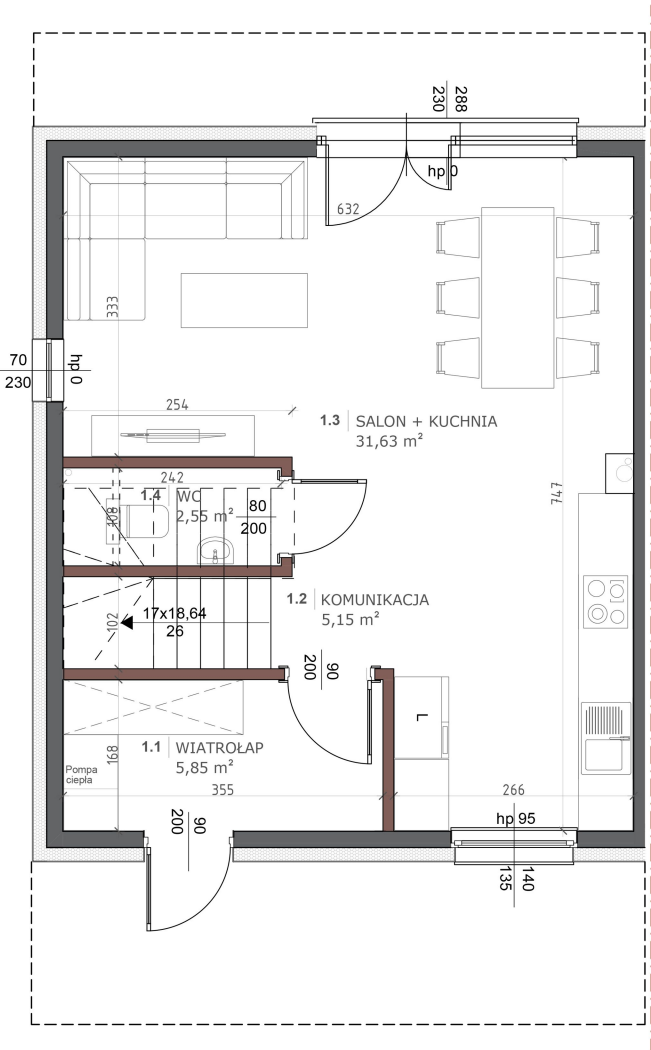 288
230
hp 0
632
333
70
230
hp 0
254
1.3 SALON + KUCHNIA
31,63 m²
747
242
1.4 WC
2,55 m²
108
80
200
1.2 KOMUNIKACJA
5,15 m²
17x18,64
26
102
90
200
L
1.1 WIATROŁAP
5,85 m²
168
Pompa
ciepła
355
266
hp 95
90
200
140
135